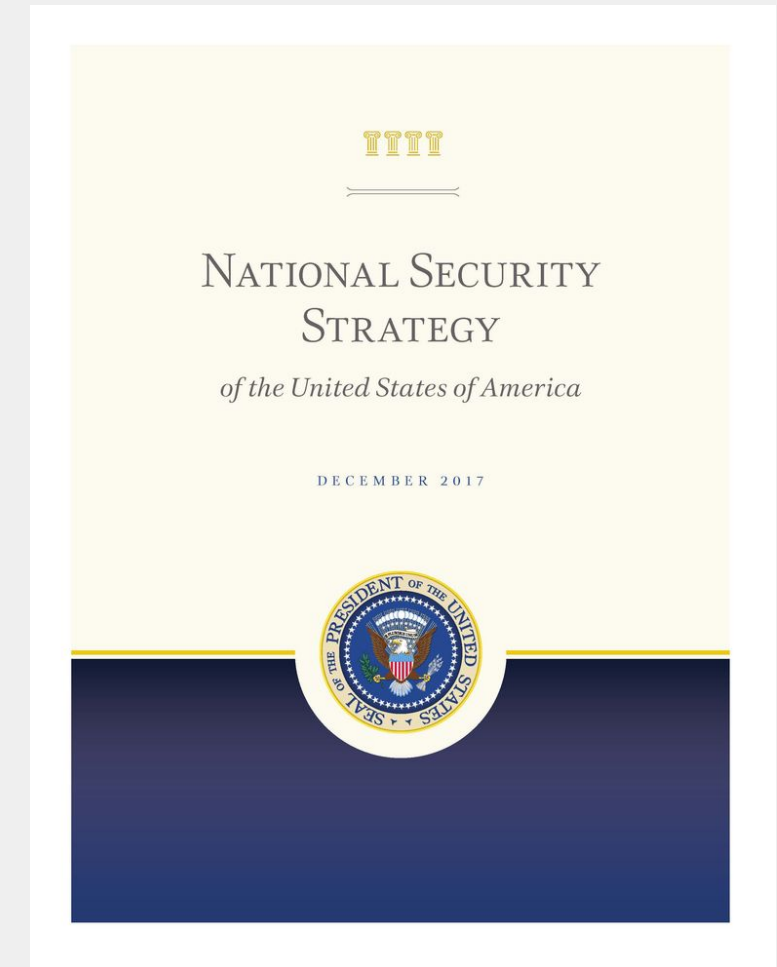 NATIONAL SECURITY
STRATEGY
of the United States of America
DECEMBER 2017
SEAL OF THE PRESIDENT OF THE UNITED STATES